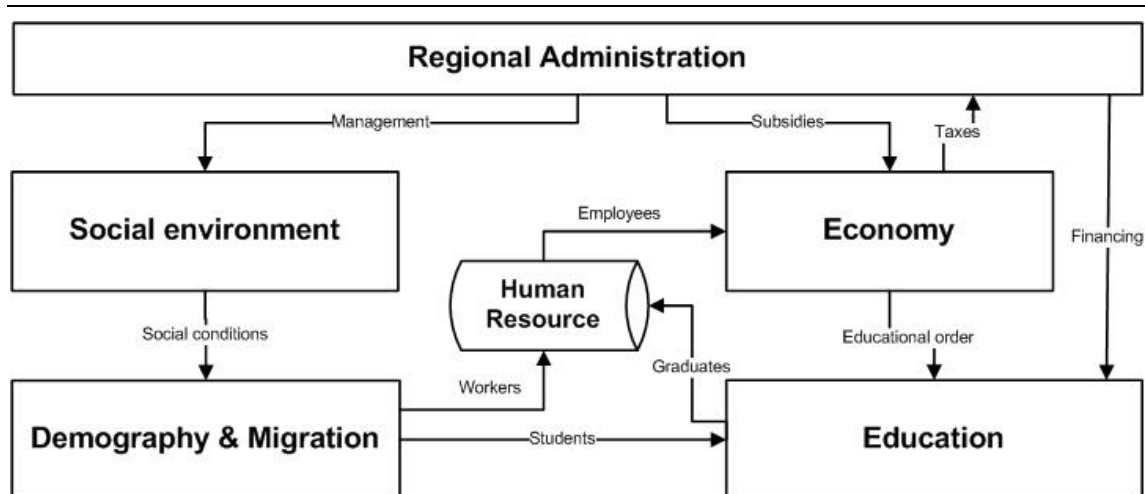 Regional Administration
Management
Subsidies
Taxes
Social environment
Employees
Economy
Financing
Human
Resource
Social conditions
Educational order
Workers
Graduates
Demography & Migration
Students
Education